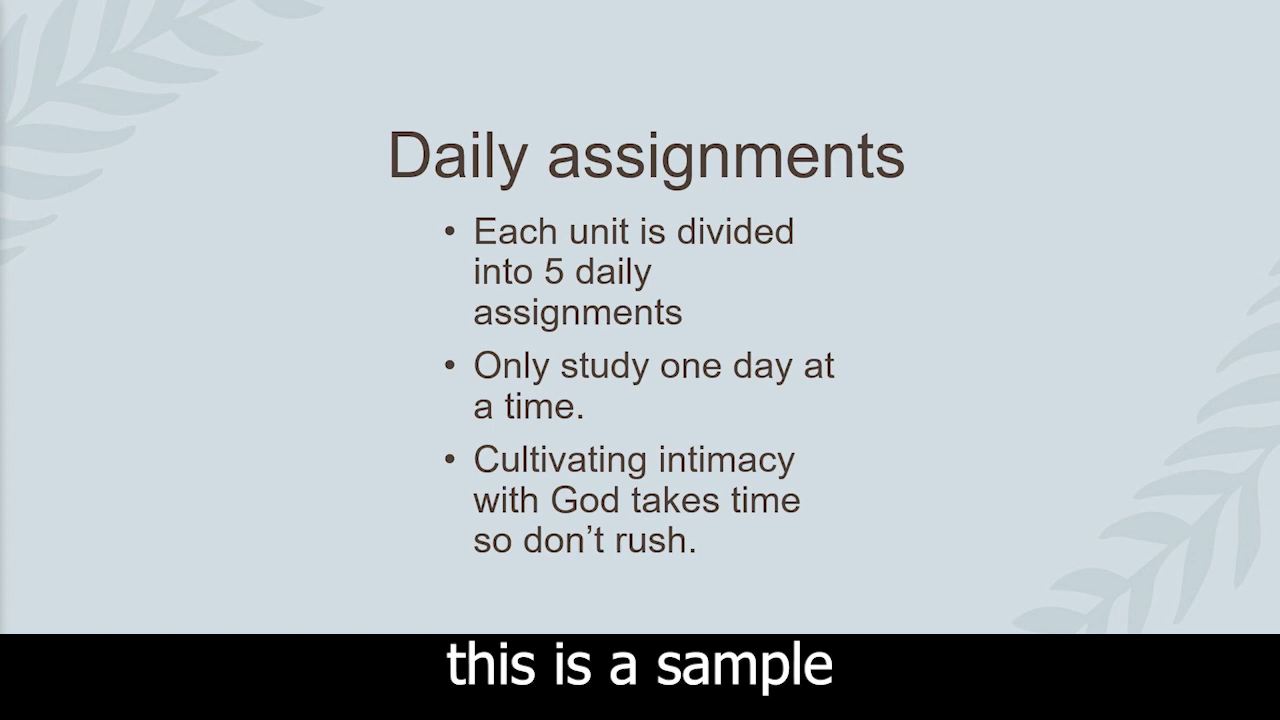 Daily assignments
• Each unit is divided
into 5 daily
assignments
• Only study one day at
a time.
• Cultivating intimacy
with God takes time
so don’t rush.
this is a sample